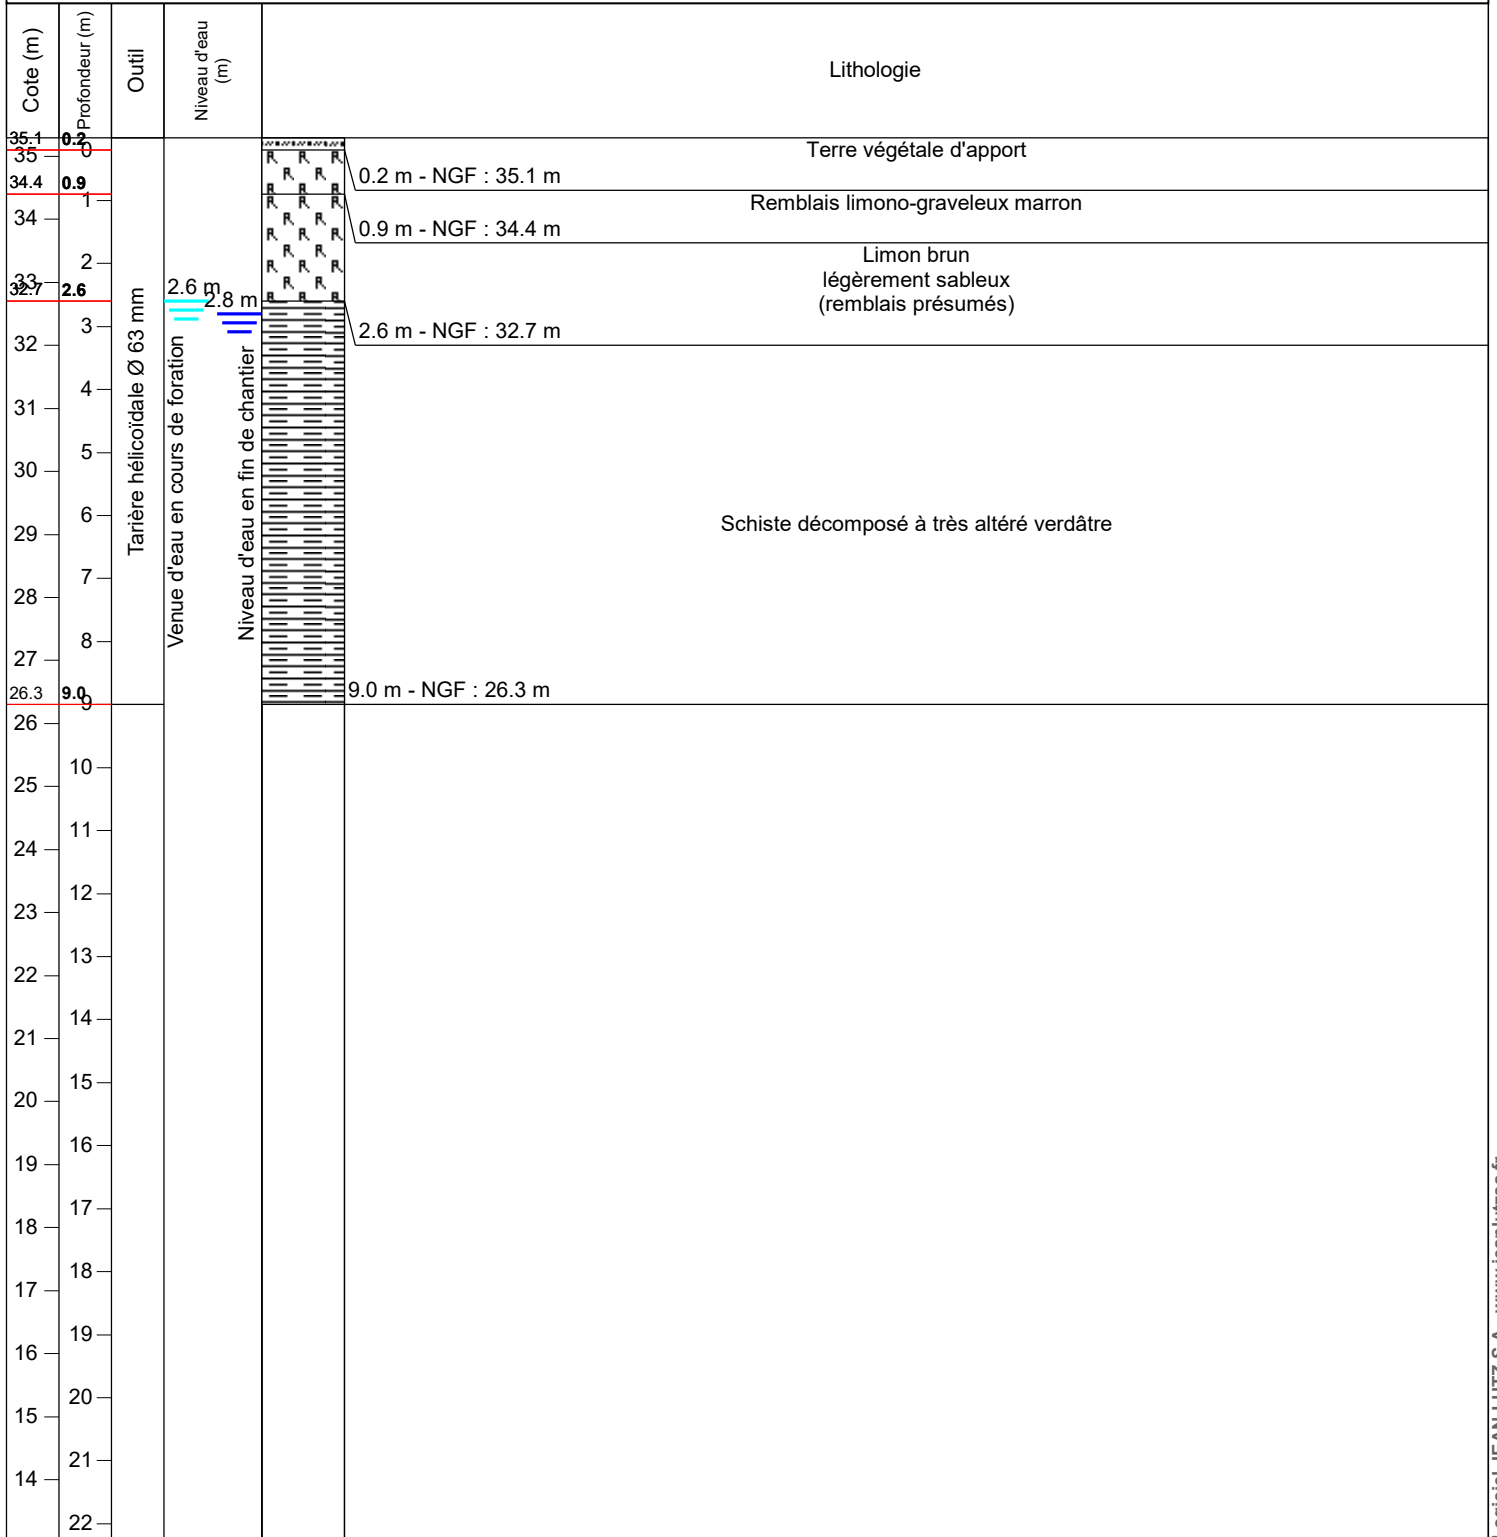 Cote (m)
Profondeur (m)
Outil
Niveau d'eau
(m)
Lithologie
35.1 0.2
0
35
Terre végétale d'apport
0.2 m - NGF : 35.1 m
34.4 0.9
1
Remblais limono-graveleux marron
34
0.9 m - NGF : 34.4 m
Limon brun
légèrement sableux
(remblais présumés)
2
33
32.7 2.6
2.6 m
2.8 m
3
2.6 m - NGF : 32.7 m
32
Tarière hélicoïdale Ø 63 mm
Venue d'eau en cours de foration
Niveau d'eau en fin de chantier
4
31
5
30
6
Schiste décomposé à très altéré verdâtre
29
7
28
8
27
26.3 9.0
9
9.0 m - NGF : 26.3 m
26
10
25
11
24
12
23
13
22
14
21
15
20
16
19
17
18
18
17
19
16
20
15
21
14
22